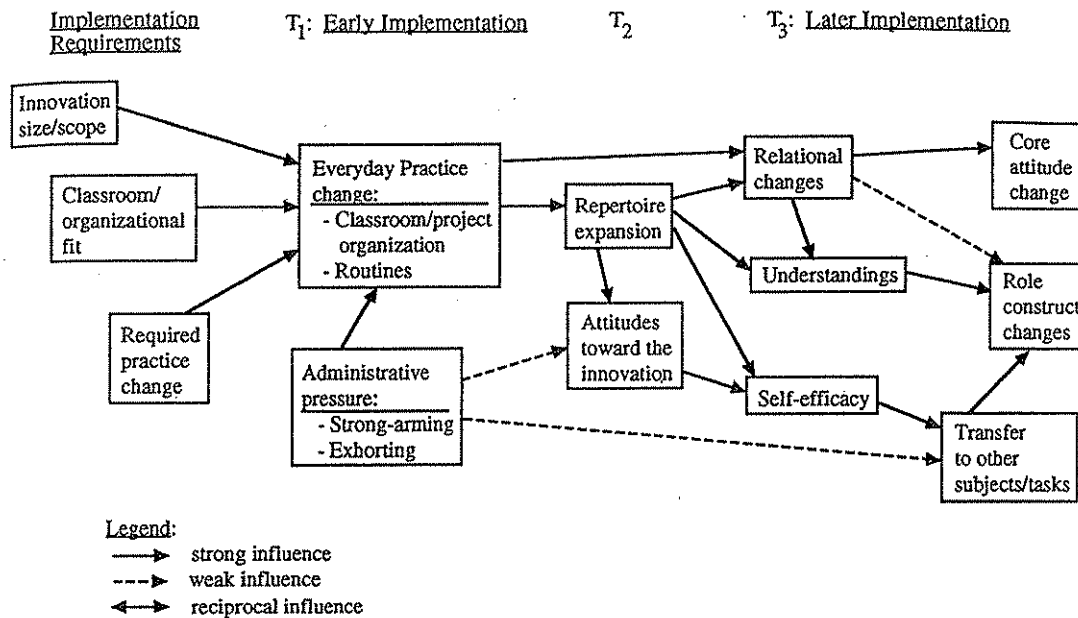 Implementation
Requirements
T1: Early Implementation
T2
T3: Later Implementation
Innovation
size/scope
Classroom/
organizational
fit
Required
practice
change
Everyday Practice
change:
- Classroom/project
organization
- Routines
Administrative
pressure:
- Strong-arming
- Exhorting
Repertoire
expansion
Attitudes
toward the
innovation
Relational
changes
Understandings
Self-efficacy
Core
attitude
change
Role
construct
changes
Transfer
to other
subjects/tasks
Legend:
strong influence
weak influence
reciprocal influence